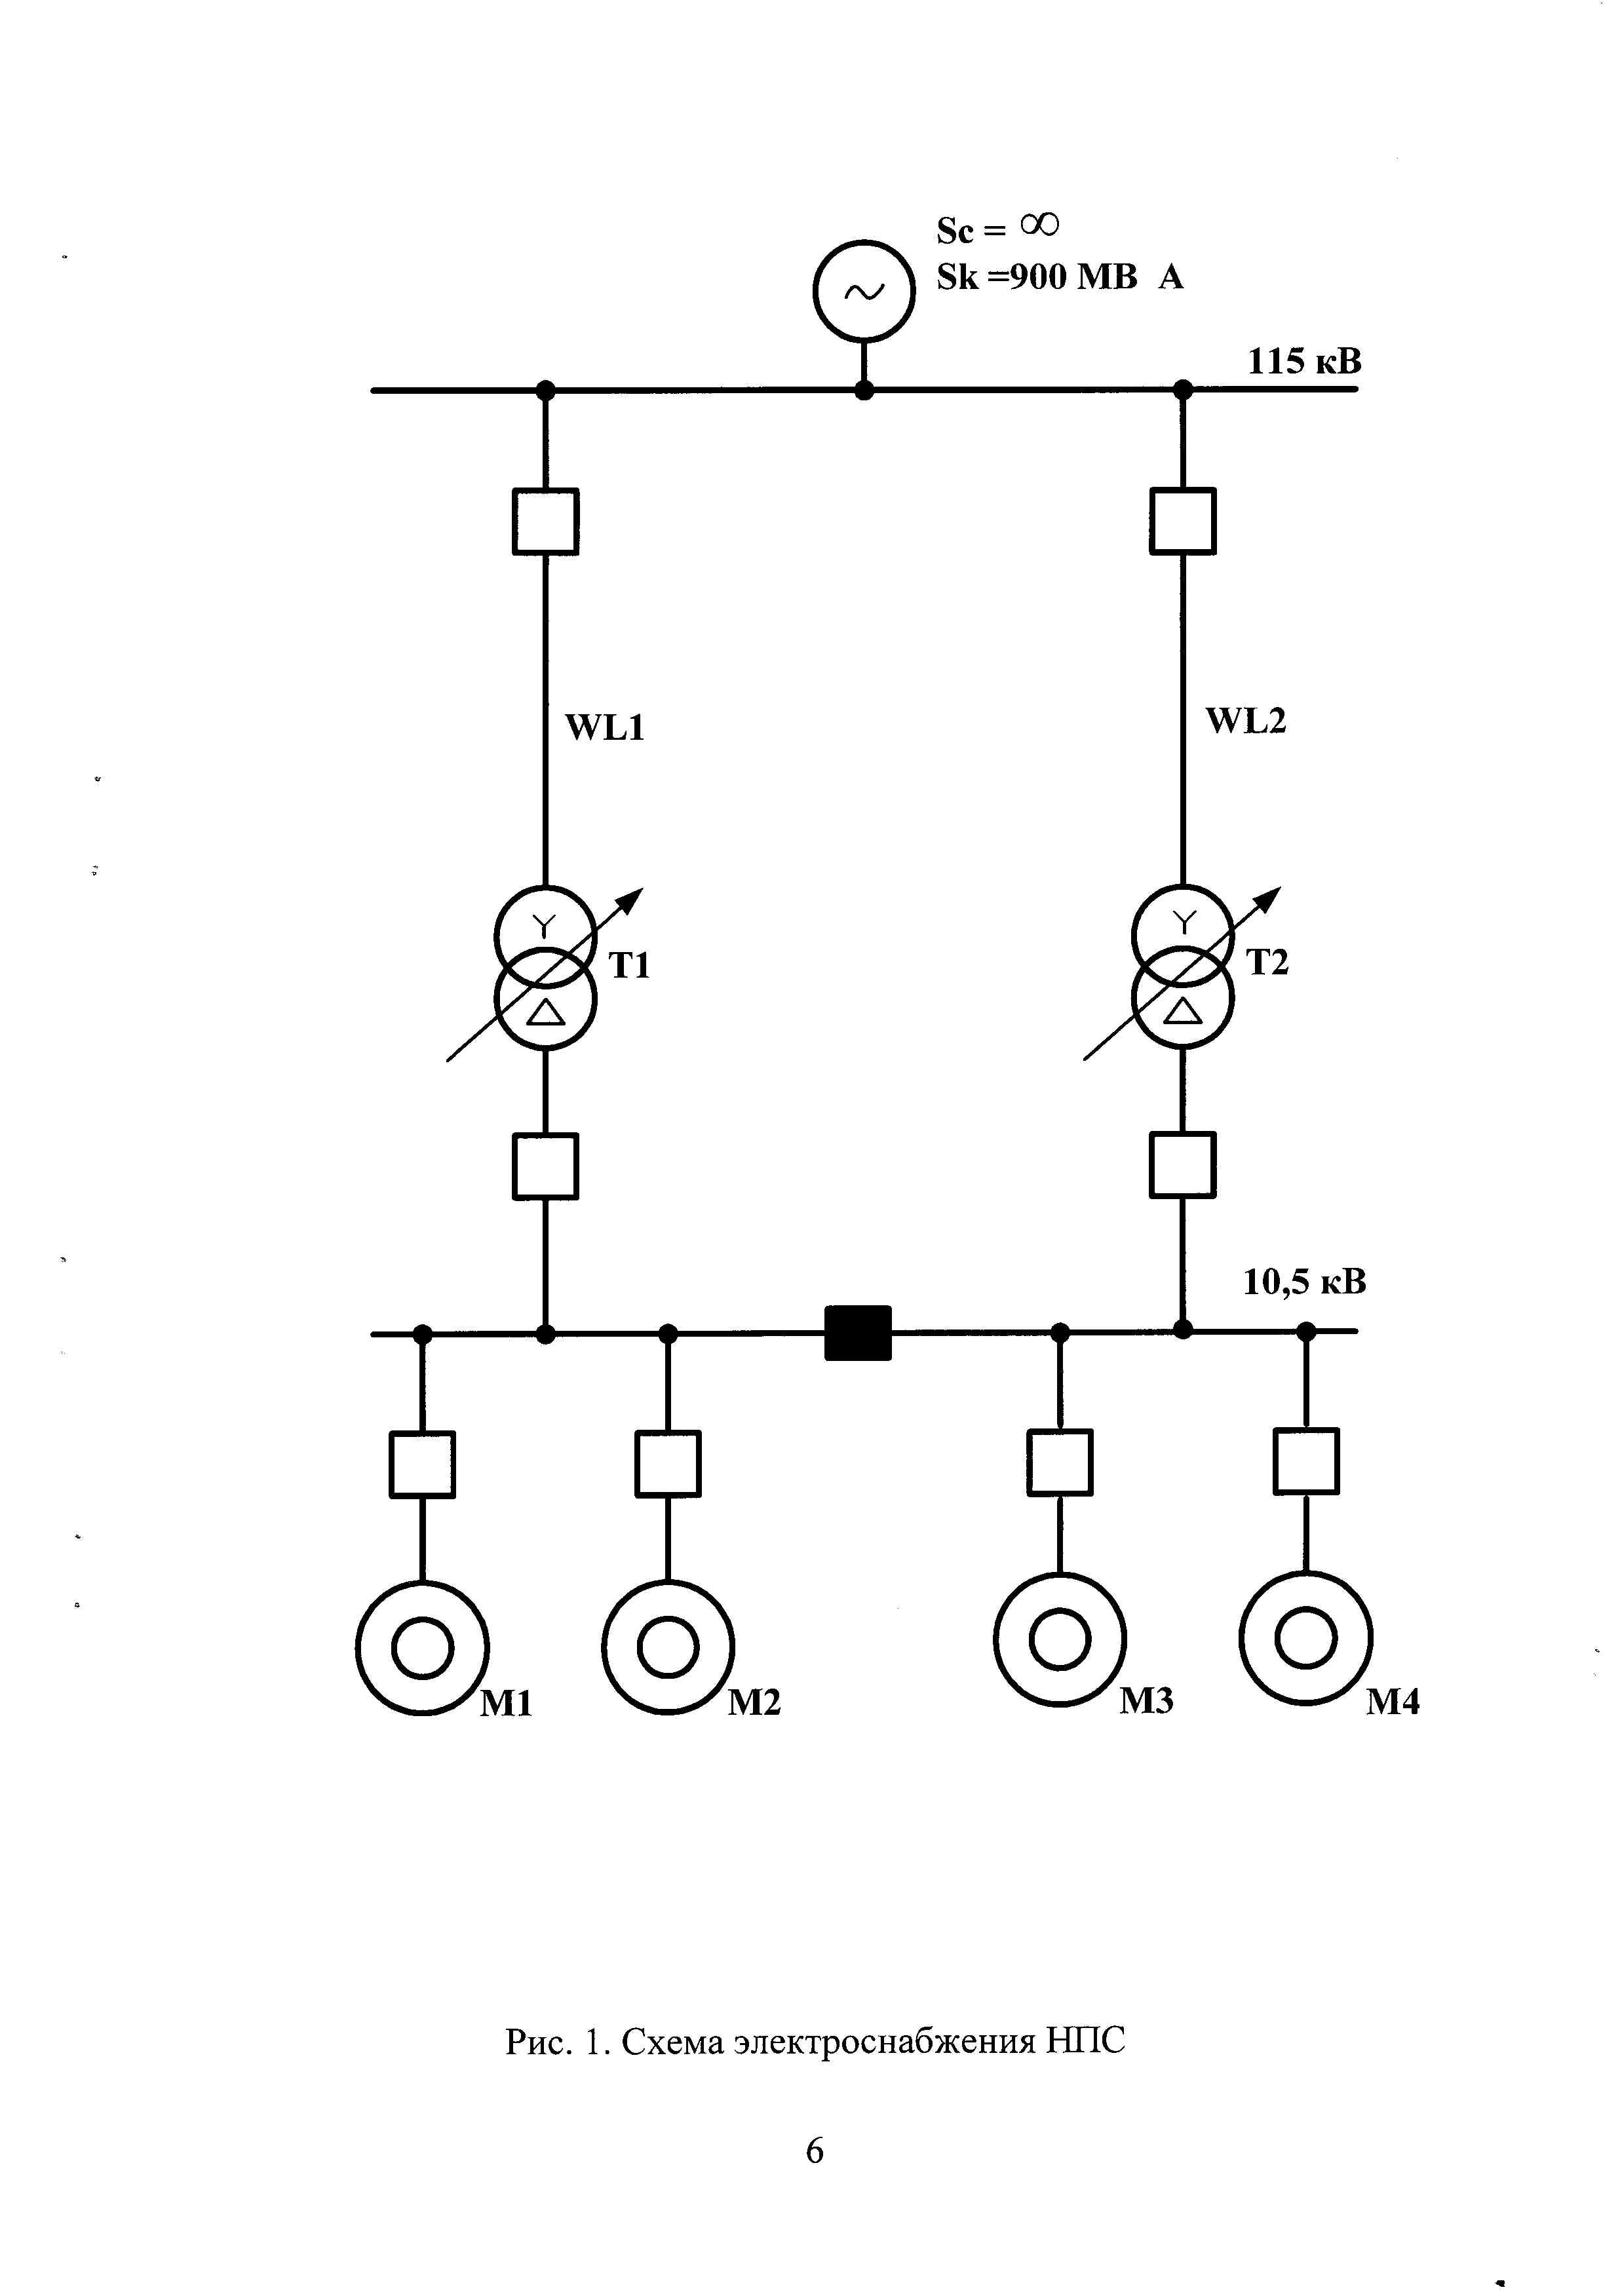 Sc = ∞
Sk =900 МВ А
115 кВ
WL1
WL2
T1
T2
10,5 кВ
M1
M2
M3
M4
Рис. 1. Схема электроснабжения НПС
6